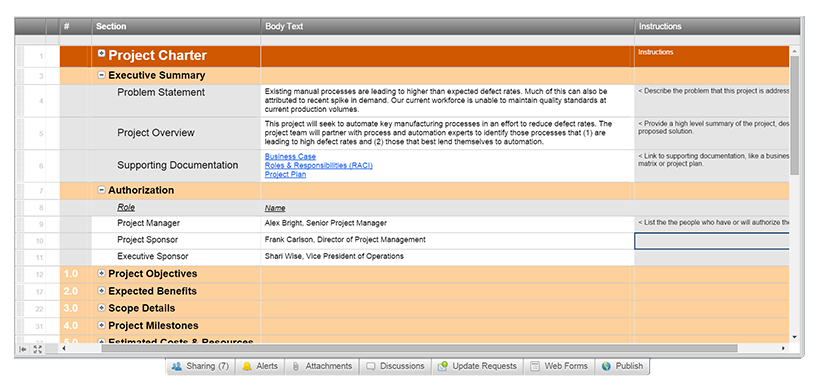 # Section Body Text Instructions
1 Project Charter Instructions
3 Executive Summary
4 Problem Statement Existing manual processes are leading to higher than expected defect rates. Much of this can also be < Describe the problem that this project is address
attributed to recent spike in demand. Our current workforce is unable to maintain quality standards at
current production volumes.
5 Project Overview This project will seek to automate key manufacturing processes in an effort to reduce defect rates. The < Provide a high level summary of the project, des
project team will partner with process and automation experts to identify those processes that (1) are proposed solution.
leading to high defect rates and (2) those that best lend themselves to automation.
6 Supporting Documentation Business Case < Link to supporting documentation, like a busines
Roles & Responsibilities (RACI) matrix or project plan.
Project Plan
7 Authorization
8 Role Name
9 Project Manager Alex Bright, Senior Project Manager < List the the people who have or will authorize the
10 Project Sponsor Frank Carlson, Director of Project Management
11 Executive Sponsor Shari Wise, Vice President of Operations
12 1.0 Project Objectives
17 2.0 Expected Benefits
22 3.0 Scope Details
31 4.0 Project Milestones
5.0 Estimated Costs & Resources
Sharing (7) Alerts Attachments Discussions Update Requests Web Forms Publish